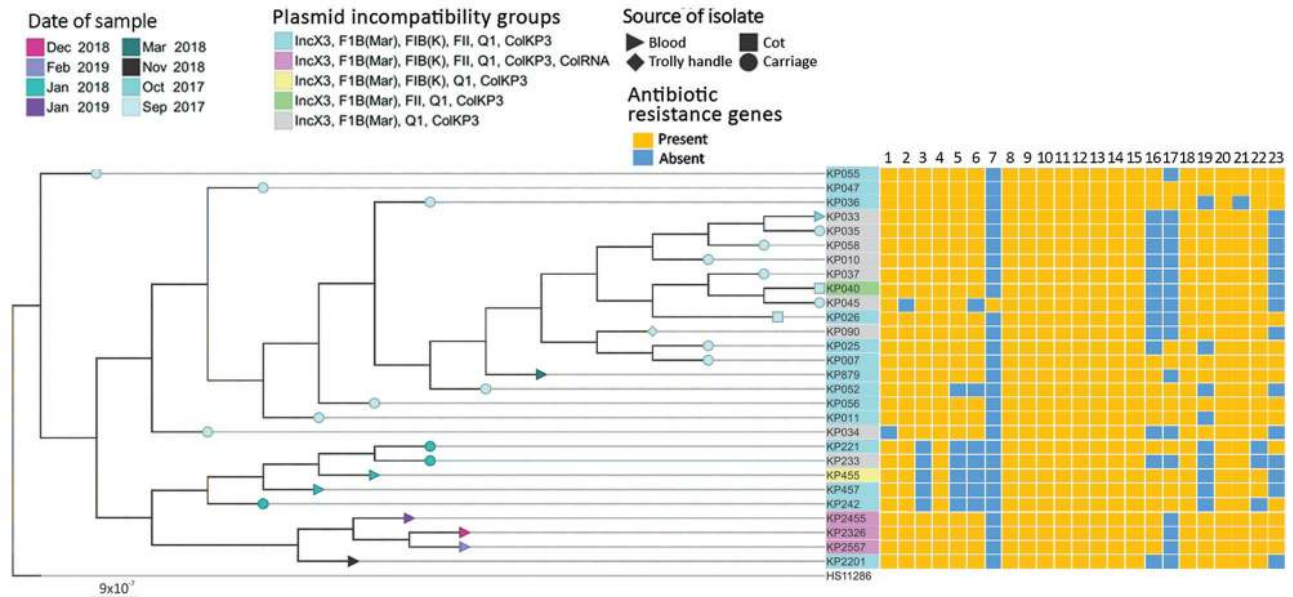 Date of sample
Dec 2018
Feb 2019
Jan 2018
Jan 2019
Mar 2018
Nov 2018
Oct 2017
Sep 2017
Plasmid incompatibility groups
IncX3, F1B(Mar), FIB(K), FII, Q1, ColKP3
IncX3, F1B(Mar), FIB(K), FII, Q1, ColKP3, ColRNA
IncX3, F1B(Mar), FIB(K), Q1, ColKP3
IncX3, F1B(Mar), FII, Q1, ColKP3
IncX3, F1B(Mar), Q1, ColKP3
Source of isolate
Blood
Cot
Trolly handle
Carriage
Antibiotic
resistance genes
Present
Absent
1 2 3 4 5 6 7 8 9 10 11 12 13 14 15 16 17 18 19 20 21 22 23
KP055
KP047
KP036
KP033
KP035
KP058
KP010
KP037
KP040
KP045
KP026
KP090
KP025
KP007
KP879
KP052
KP056
KP011
KP034
KP221
KP233
KP455
KP457
KP242
KP2455
KP2326
KP2557
KP2201
HS11286
9x10⁻⁷